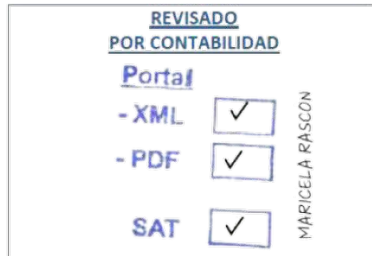 REVISADO
POR CONTABILIDAD
Portal
- XML ✓
- PDF ✓
SAT ✓
MARICELA RASCON